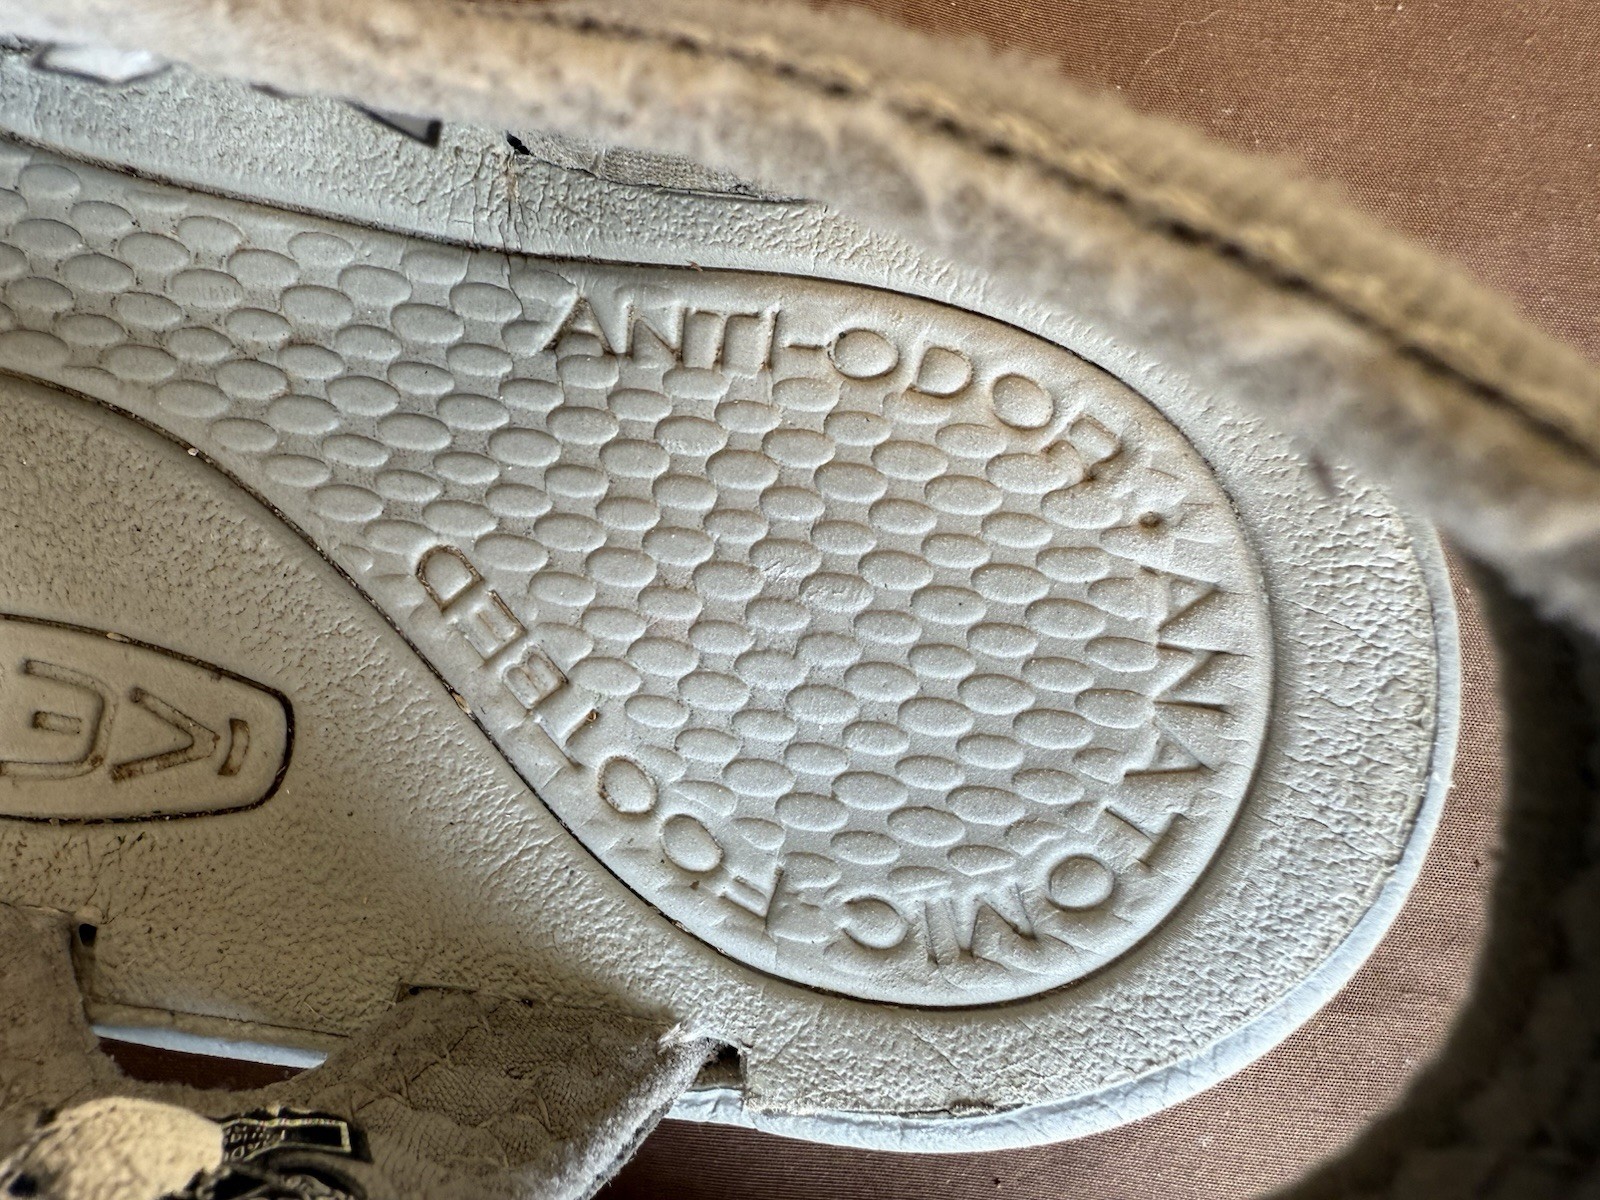 ANTI-ODOR • ANATOMIC FOOTBED